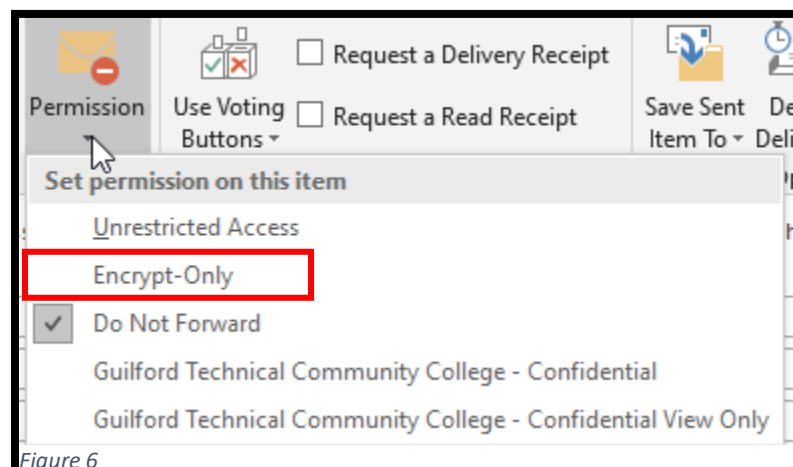 Request a Delivery Receipt
Permission
Use Voting
Buttons
Request a Read Receipt
Save Sent
Item To
Set permission on this item
Unrestricted Access
Encrypt-Only
Do Not Forward
Guilford Technical Community College - Confidential
Guilford Technical Community College - Confidential View Only
Figure 6